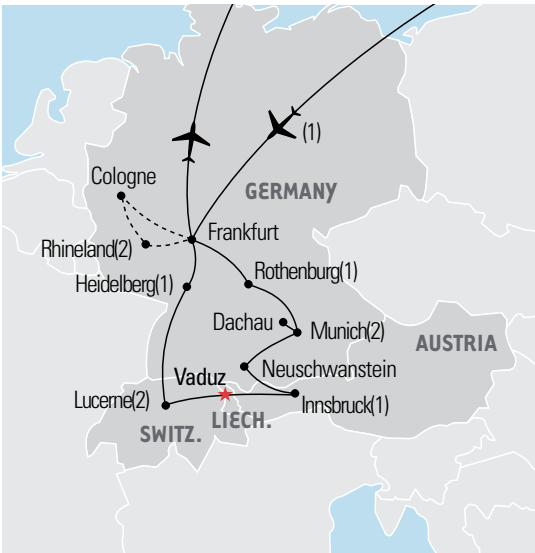 (1)
Cologne
GERMANY
Frankfurt
Rhineland(2)
Rothenburg(1)
Heidelberg(1)
Dachau
Munich(2)
AUSTRIA
Neuschwanstein
Vaduz
Lucerne(2)
Innsbruck(1)
LIECH.
SWITZ.